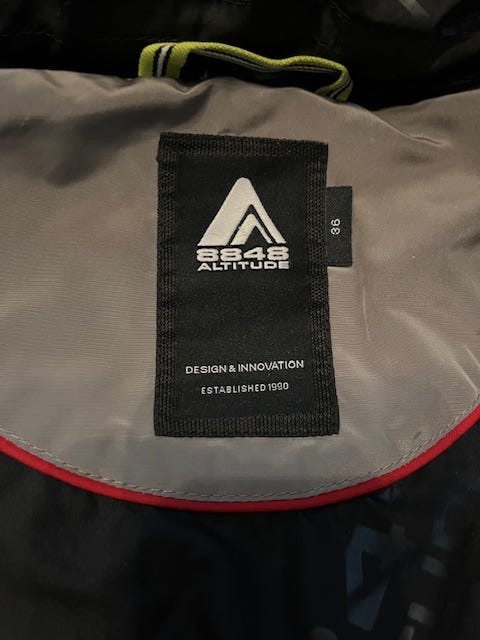 8848
ALTITUDE
36
DESIGN & INNOVATION
ESTABLISHED 1990